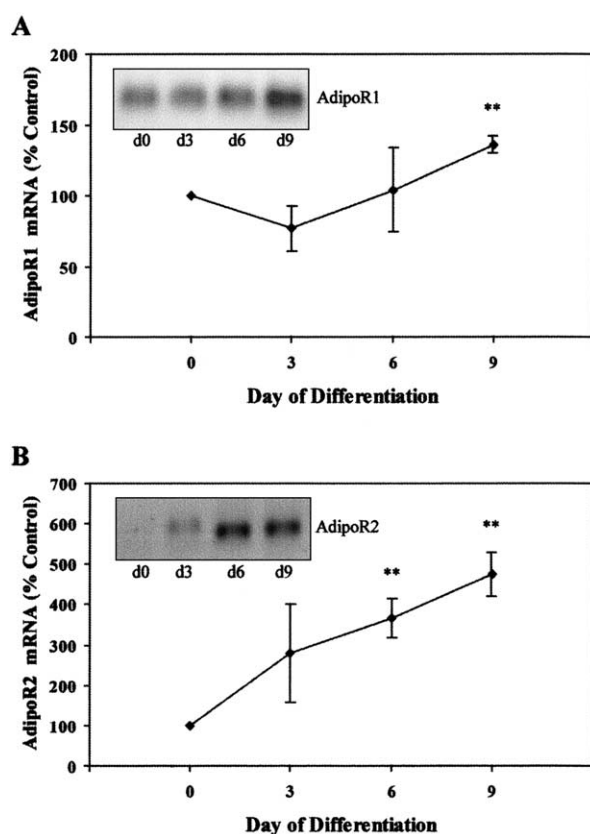 A
200
150
100
50
0
AdipoR1 mRNA (% Control)
AdipoR1
d0 d3 d6 d9
**
0 3 6 9
Day of Differentiation
B
700
600
500
400
300
200
100
0
AdipoR2 mRNA (% Control)
AdipoR2
d0 d3 d6 d9
** **
0 3 6 9
Day of Differentiation